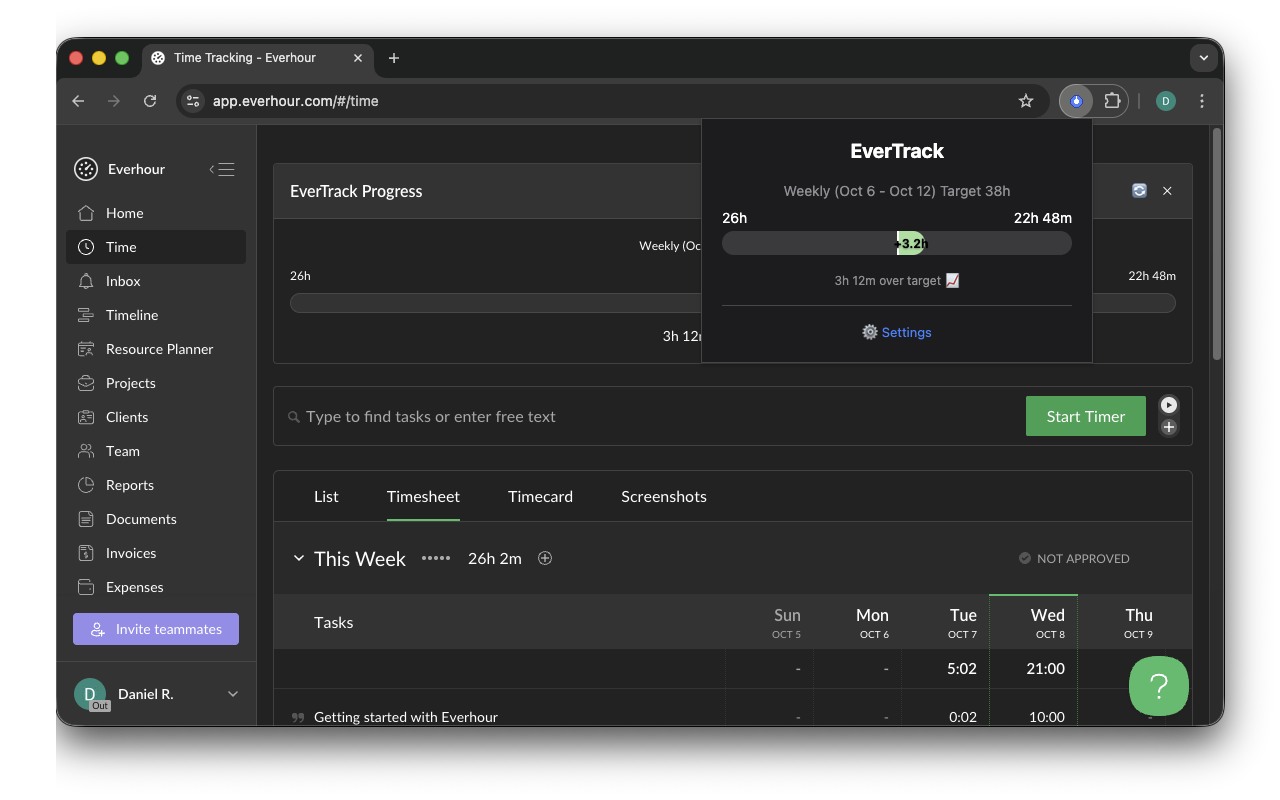 Time Tracking - Everhour
app.everhour.com/#/time
D
Everhour
Home
Time
Inbox
Timeline
Resource Planner
Projects
Clients
Team
Reports
Documents
Invoices
Expenses
Invite teammates
D
Out
Daniel R.
EverTrack Progress
Weekly (Oc
26h
22h 48m
3h 12
EverTrack
Weekly (Oct 6 - Oct 12) Target 38h
26h 22h 48m
+3.2h
3h 12m over target
Settings
Type to find tasks or enter free text
Start Timer
List Timesheet Timecard Screenshots
This Week 26h 2m NOT APPROVED
Tasks Sun Mon Tue Wed Thu
OCT 5 OCT 6 OCT 7 OCT 8 OCT 9
- - 5:02 21:00
?
Getting started with Everhour - - 0:02 10:00 -